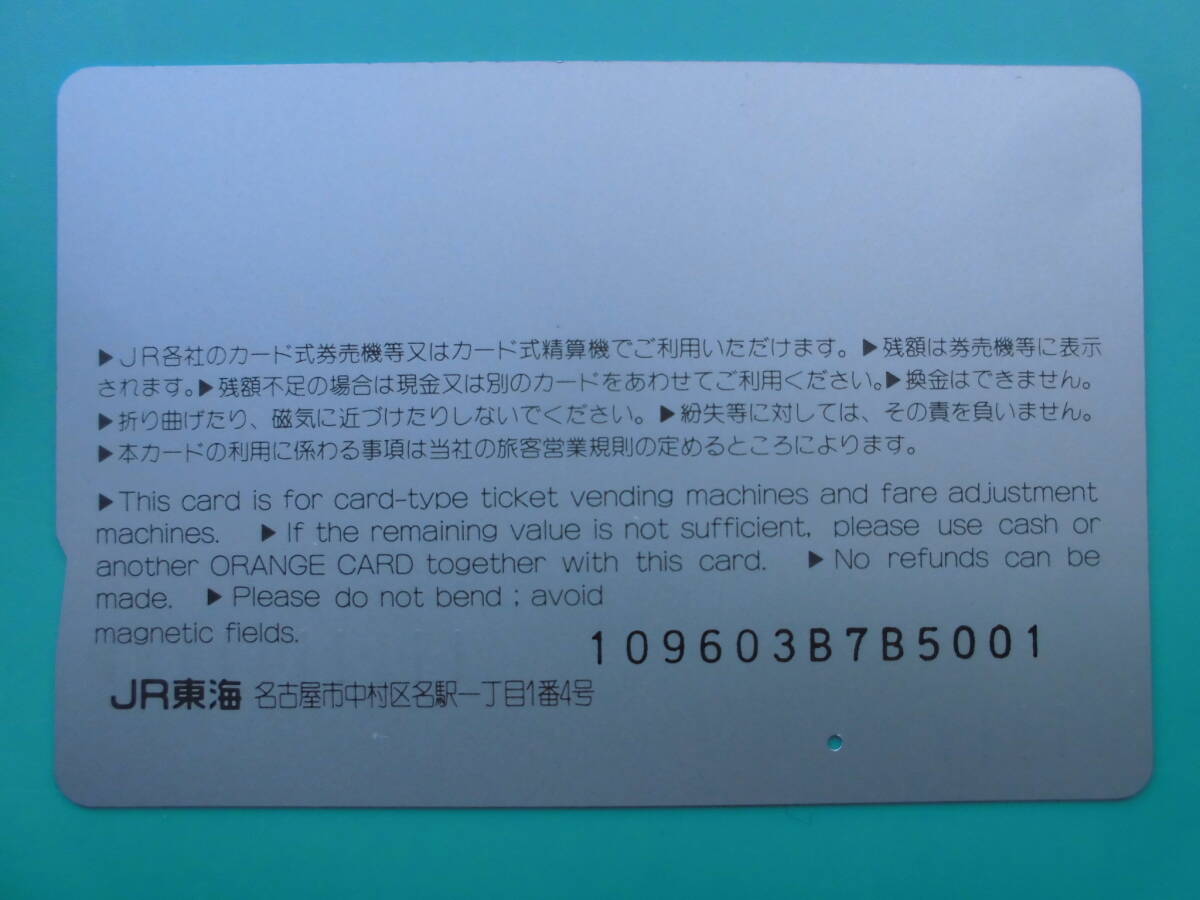 ▶JR各社のカード式券売機等又はカード式精算機でご利用いただけます。▶残額は券売機等に表示
されます。▶残額不足の場合は現金又は別のカードをあわせてご利用ください。▶換金はできません。
▶折り曲げたり、磁気に近づけたりしないでください。▶紛失等に対しては、その責を負いません。
▶本カードの利用に係わる事項は当社の旅客営業規則の定めるところによります。
▶This card is for card-type ticket vending machines and fare adjustment
machines. ▶If the remaining value is not sufficient, please use cash or
another ORANGE CARD together with this card. ▶No refunds can be
made. ▶Please do not bend ; avoid
magnetic fields.
109603B7B5001
JR東海 名古屋市中村区名駅一丁目1番4号